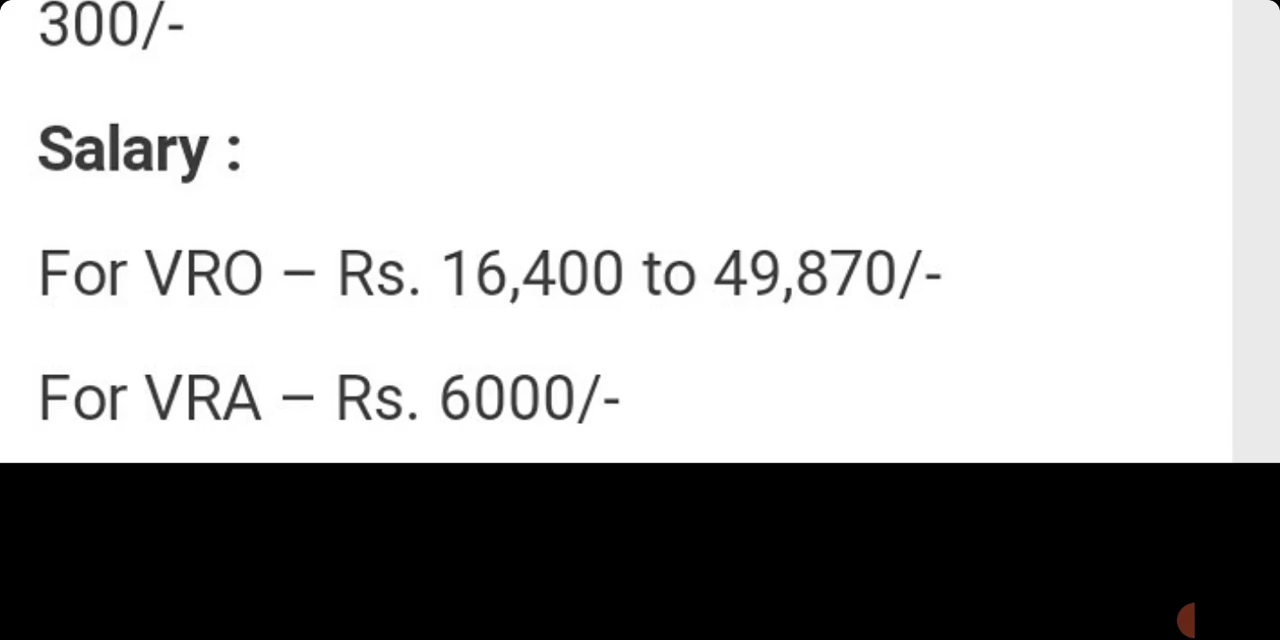 300/-
Salary :
For VRO – Rs. 16,400 to 49,870/-
For VRA – Rs. 6000/-